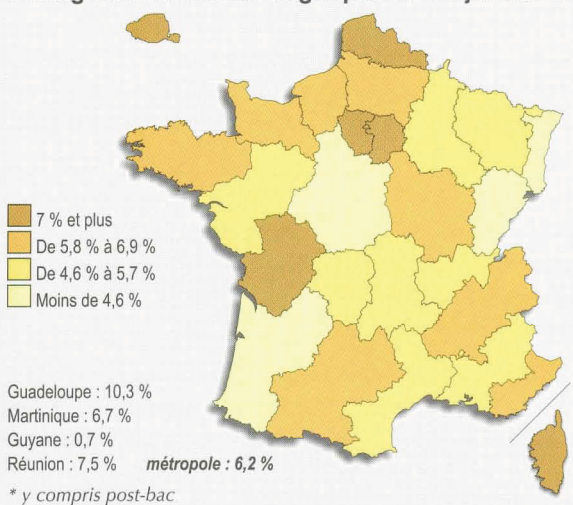 7 % et plus
De 5,8 % à 6,9 %
De 4,6 % à 5,7 %
Moins de 4,6 %
Guadeloupe : 10,3 %
Martinique : 6,7 %
Guyane : 0,7 %
Réunion : 7,5 % métropole : 6,2 %
* y compris post-bac